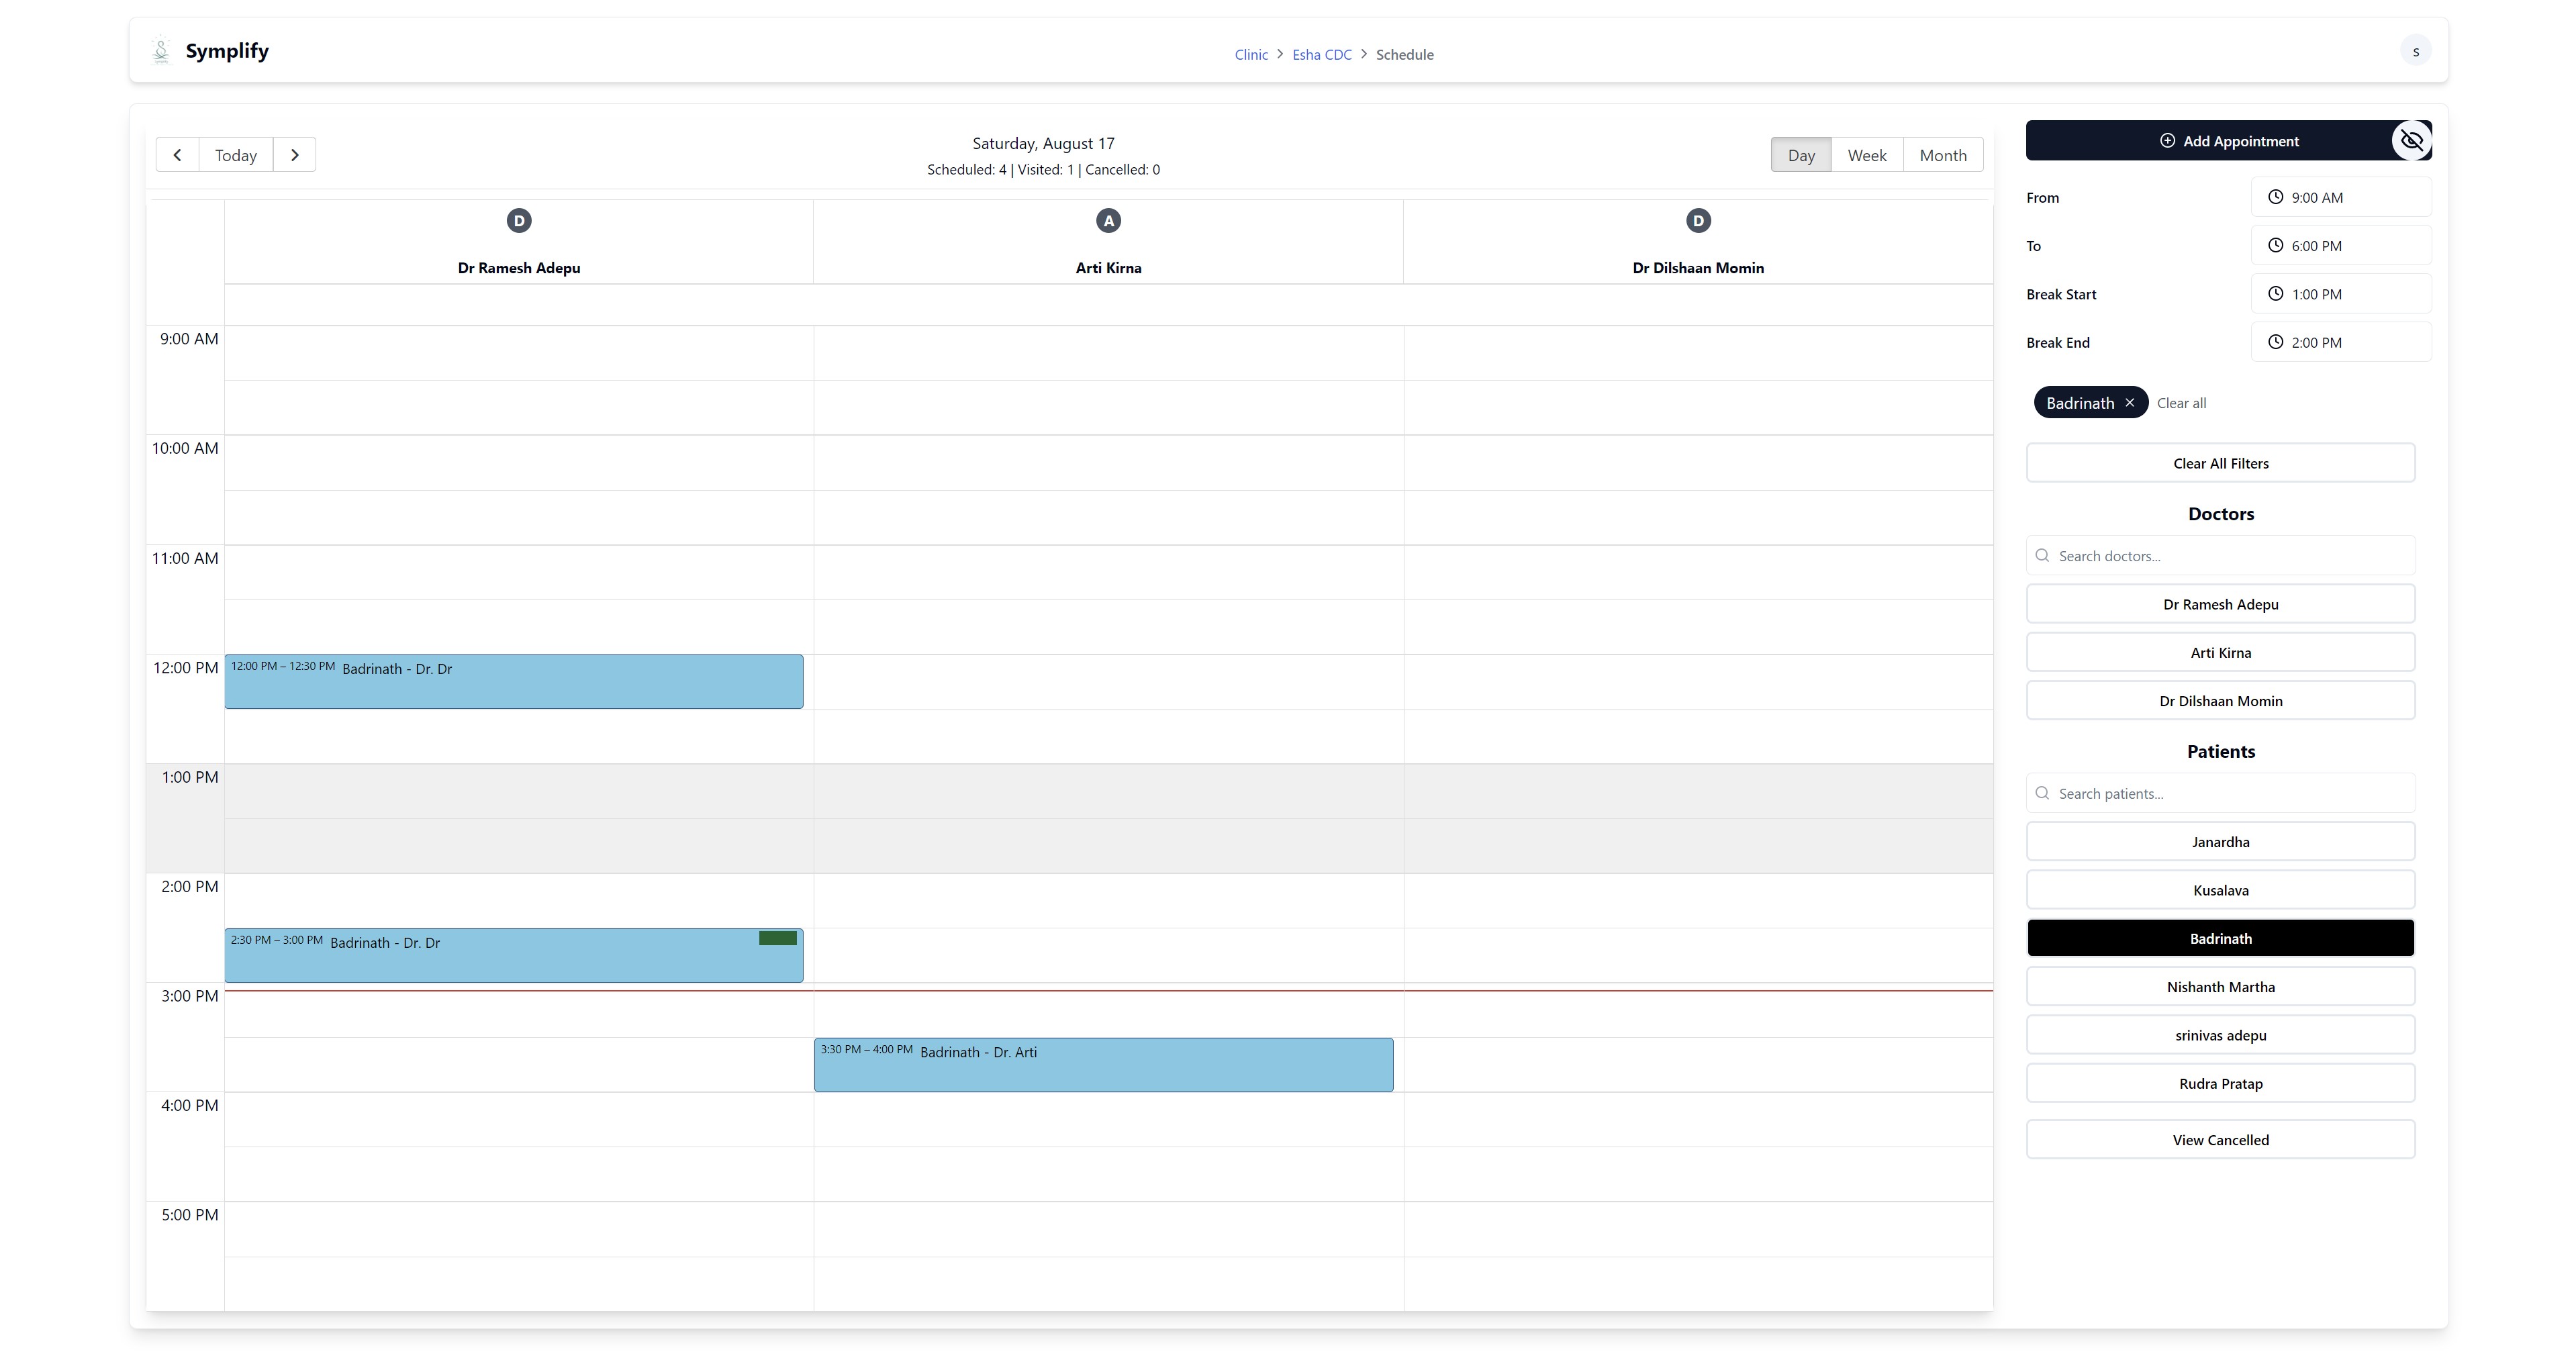 Symplify
Clinic > Esha CDC > Schedule
s
Today
Saturday, August 17
Scheduled: 4 | Visited: 1 | Cancelled: 0
Day Week Month
D A D
Dr Ramesh Adepu Arti Kirna Dr Dilshaan Momin
9:00 AM
10:00 AM
11:00 AM
12:00 PM
12:00 PM – 12:30 PM Badrinath - Dr. Dr
1:00 PM
2:00 PM
2:30 PM – 3:00 PM Badrinath - Dr. Dr
3:00 PM
3:30 PM – 4:00 PM Badrinath - Dr. Arti
4:00 PM
5:00 PM
Add Appointment
From 9:00 AM
To 6:00 PM
Break Start 1:00 PM
Break End 2:00 PM
Badrinath × Clear all
Clear All Filters
Doctors
Search doctors...
Dr Ramesh Adepu
Arti Kirna
Dr Dilshaan Momin
Patients
Search patients...
Janardha
Kusalava
Badrinath
Nishanth Martha
srinivas adepu
Rudra Pratap
View Cancelled